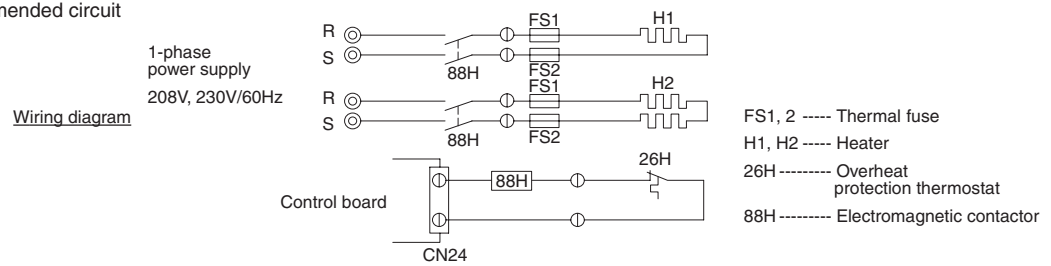 mended circuit
1-phase
power supply
208V, 230V/60Hz
Wiring diagram
R
S
88H
FS1
FS2
H1
R
S
88H
FS1
FS2
H2
Control board
CN24
88H
26H
FS1, 2 ----- Thermal fuse
H1, H2 ----- Heater
26H --------- Overheat
protection thermostat
88H --------- Electromagnetic contactor